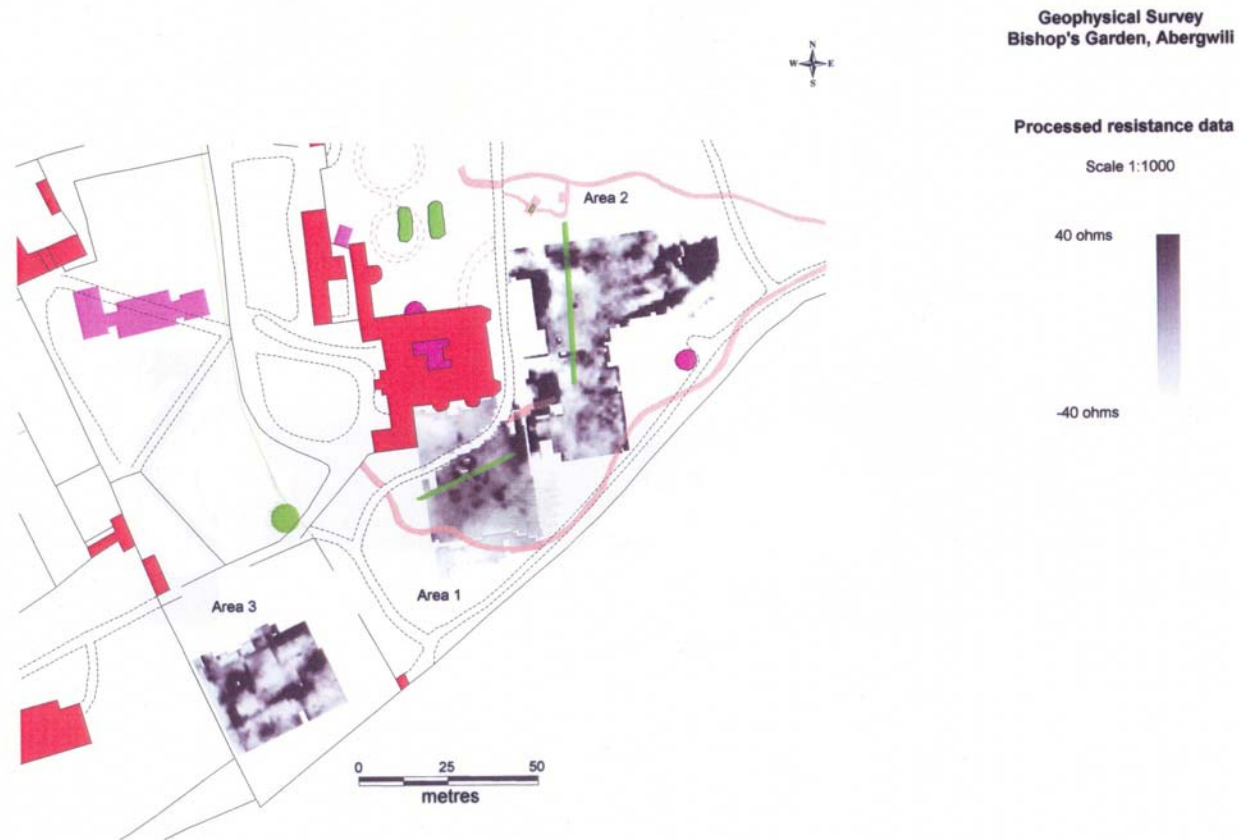 Geophysical Survey
Bishop's Garden, Abergwili
N
W E
S
Processed resistance data
Scale 1:1000
Area 2
40 ohms
-40 ohms
Area 1
Area 3
0 25 50
metres